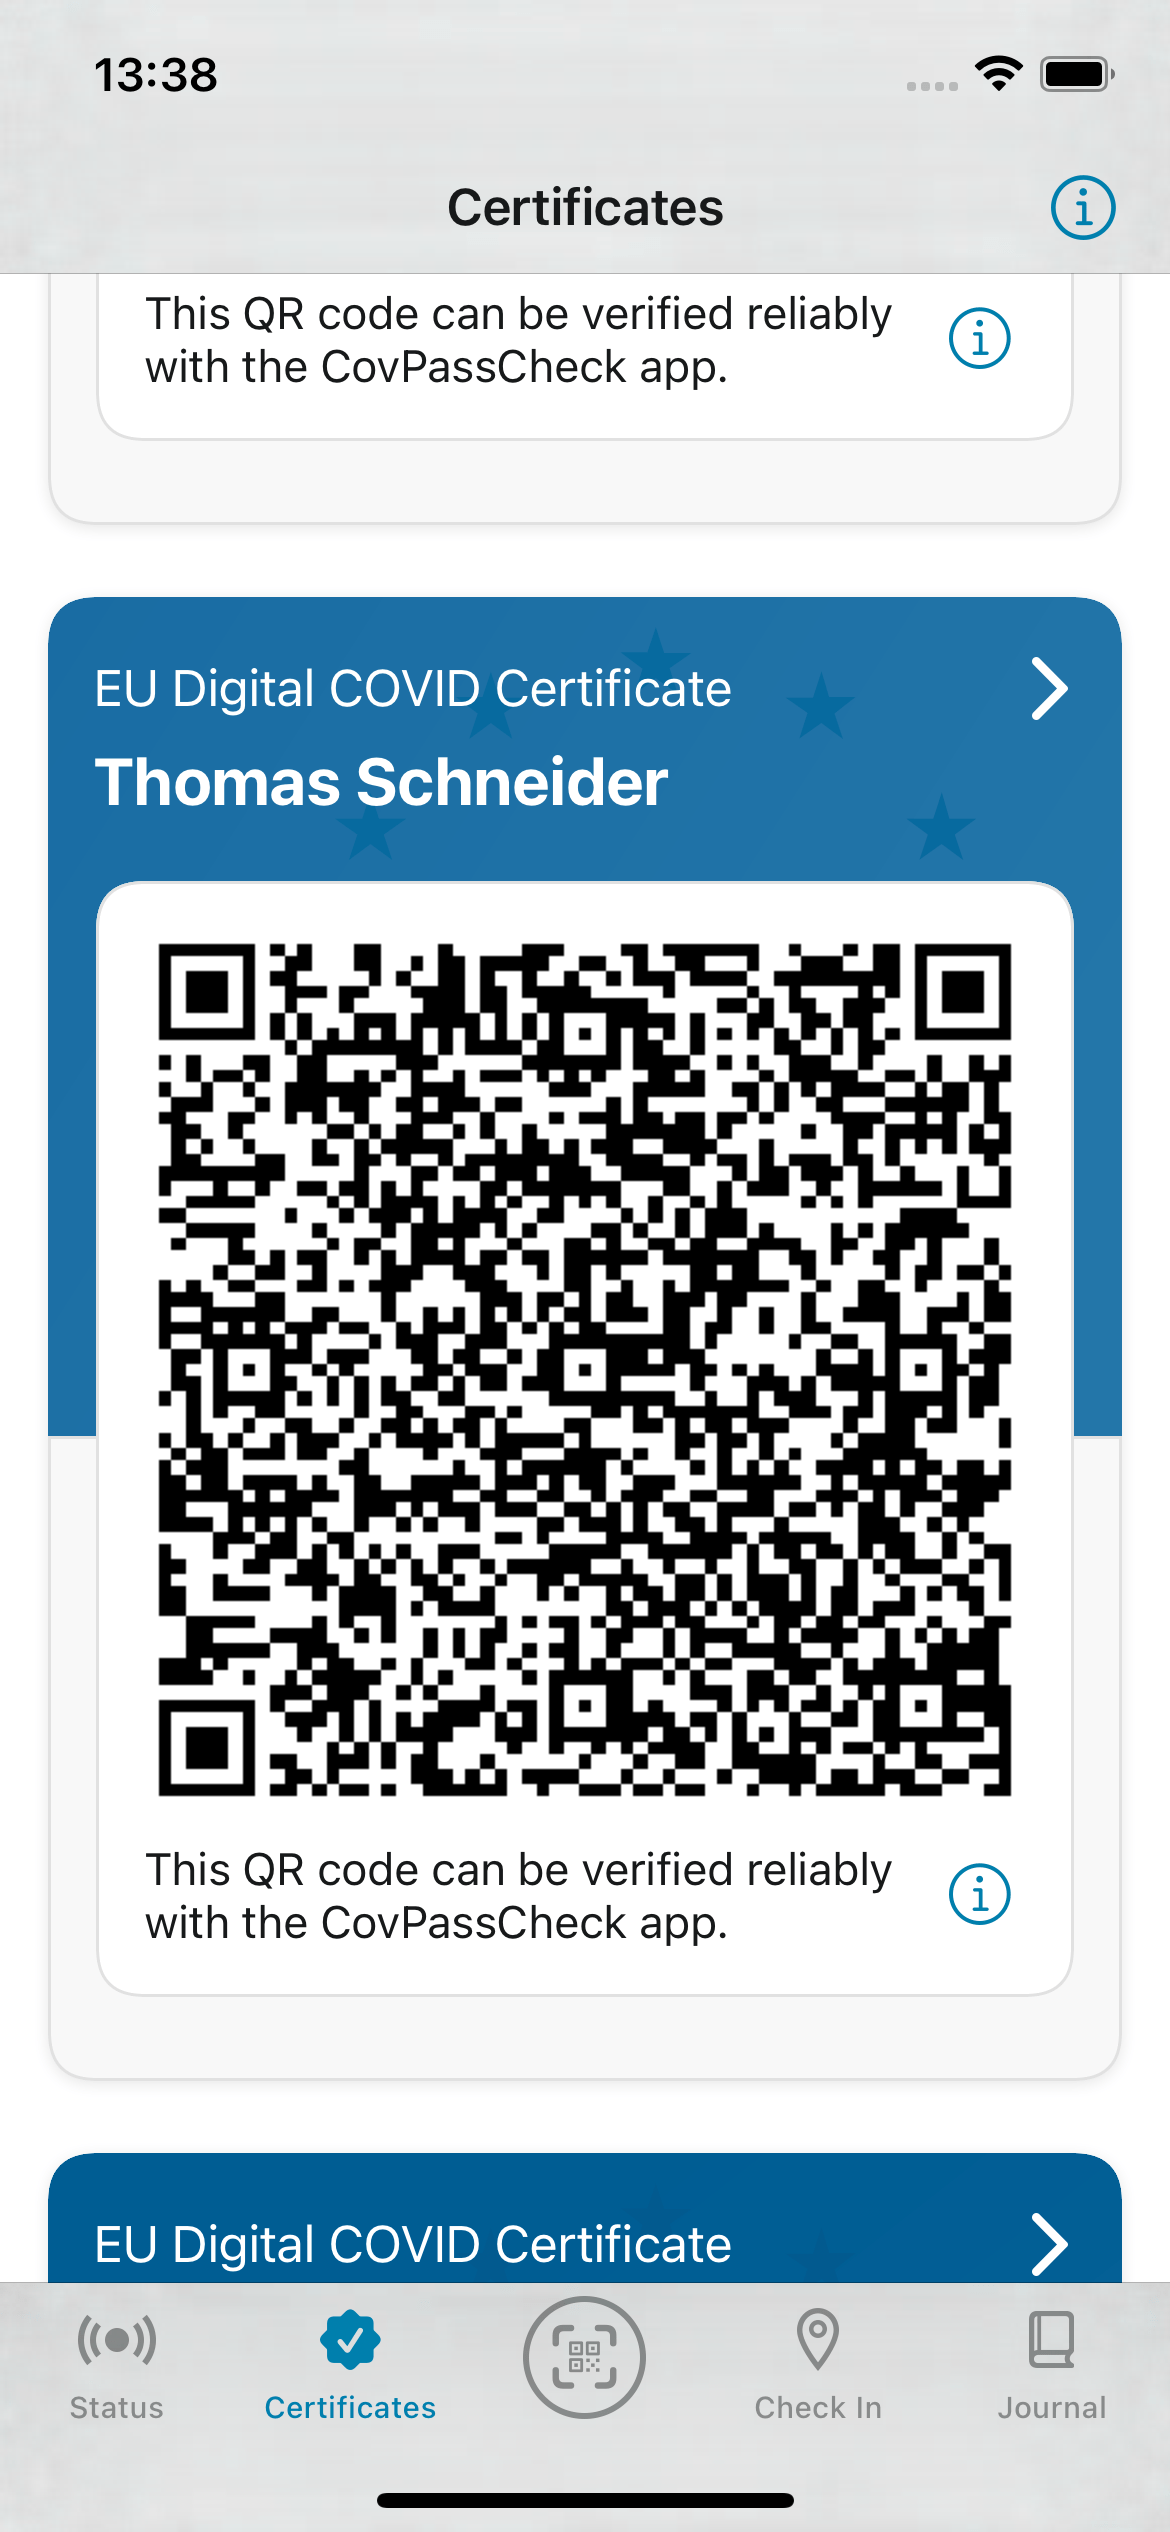 13:38
Certificates
This QR code can be verified reliably
with the CovPassCheck app.
EU Digital COVID Certificate
Thomas Schneider
This QR code can be verified reliably
with the CovPassCheck app.
EU Digital COVID Certificate
Status
Certificates
Check In
Journal